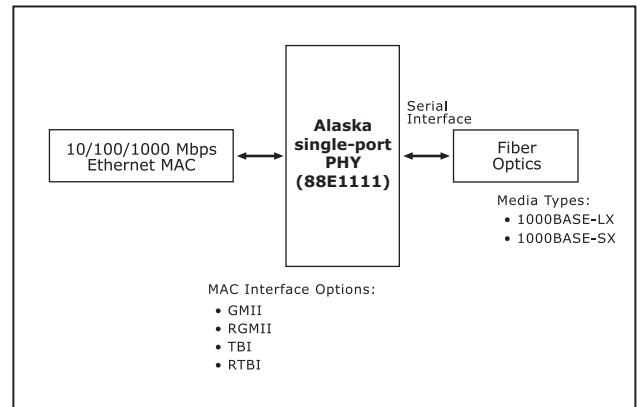 10/100/1000 Mbps
Ethernet MAC
Alaska
single-port
PHY
(88E1111)
Serial
Interface
Fiber
Optics
Media Types:
• 1000BASE-LX
• 1000BASE-SX
MAC Interface Options:
• GMII
• RGMII
• TBI
• RTBI